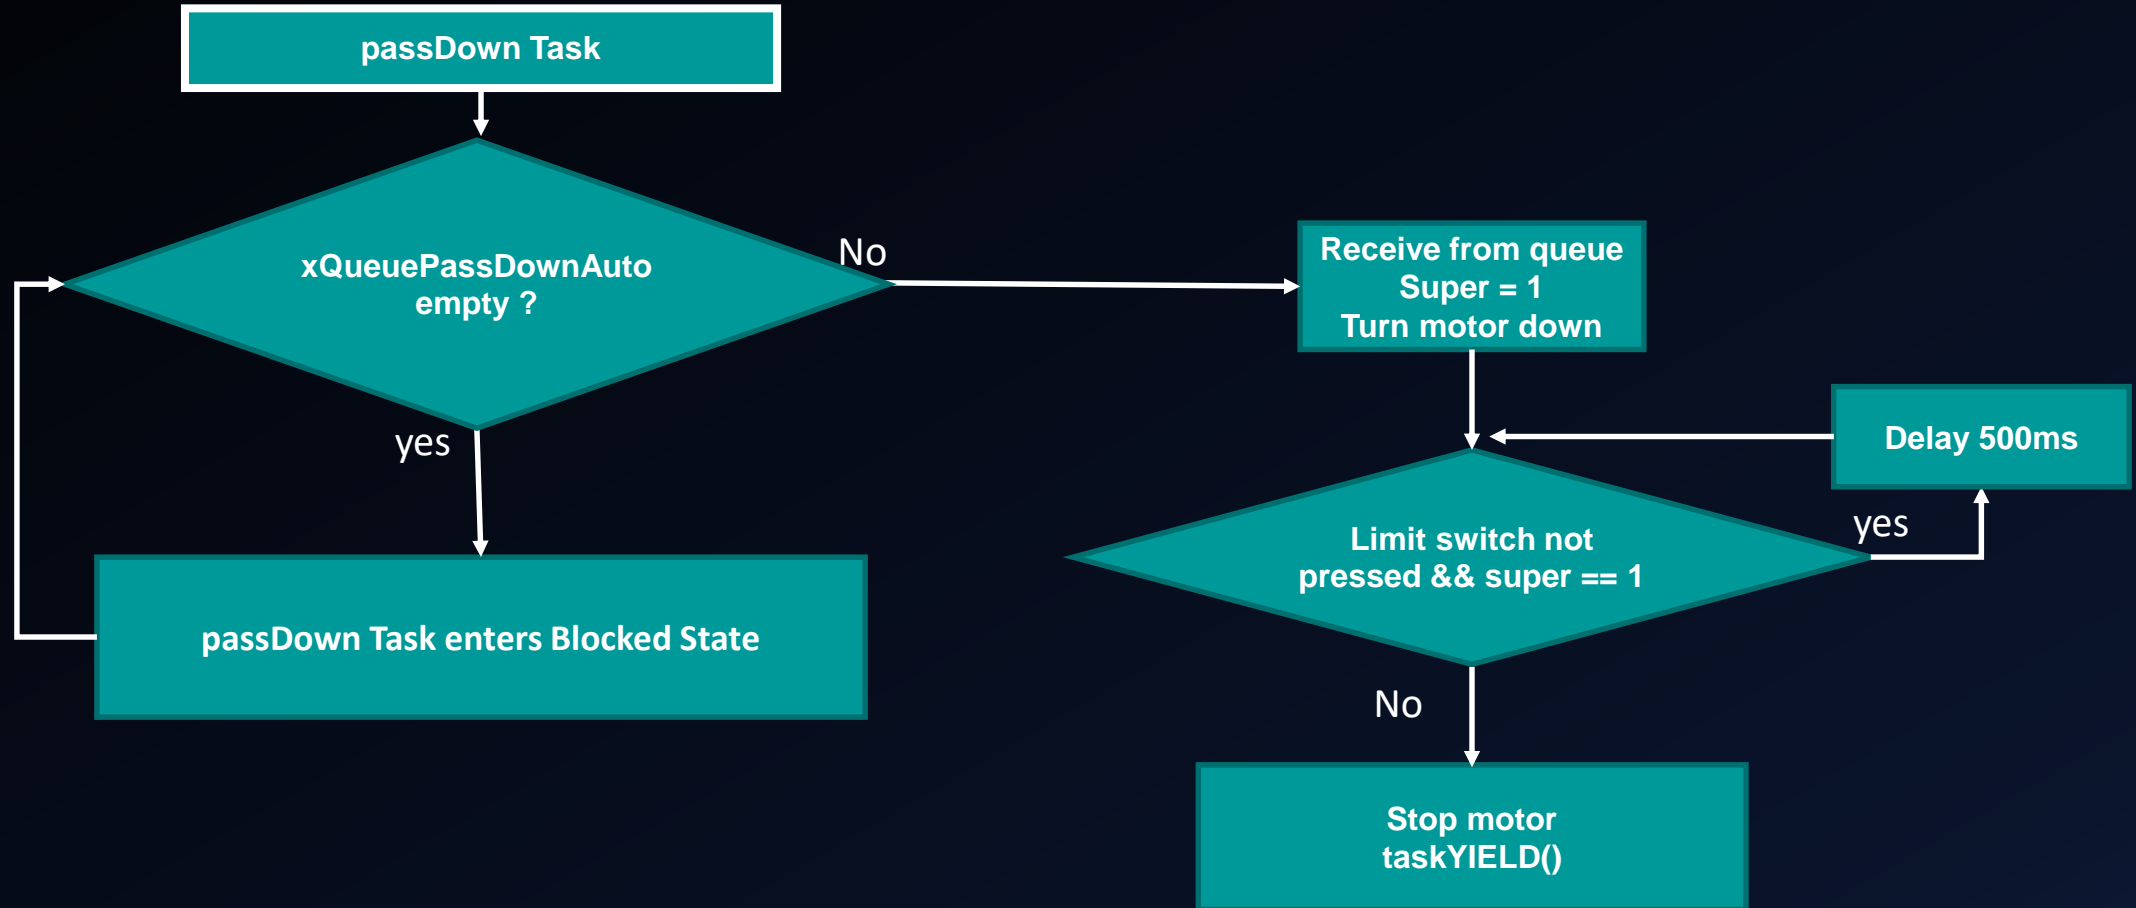 passDown Task
xQueuePassDownAuto
empty ?
No
yes
passDown Task enters Blocked State
Receive from queue
Super = 1
Turn motor down
Delay 500ms
yes
Limit switch not
pressed && super == 1
No
Stop motor
taskYIELD()